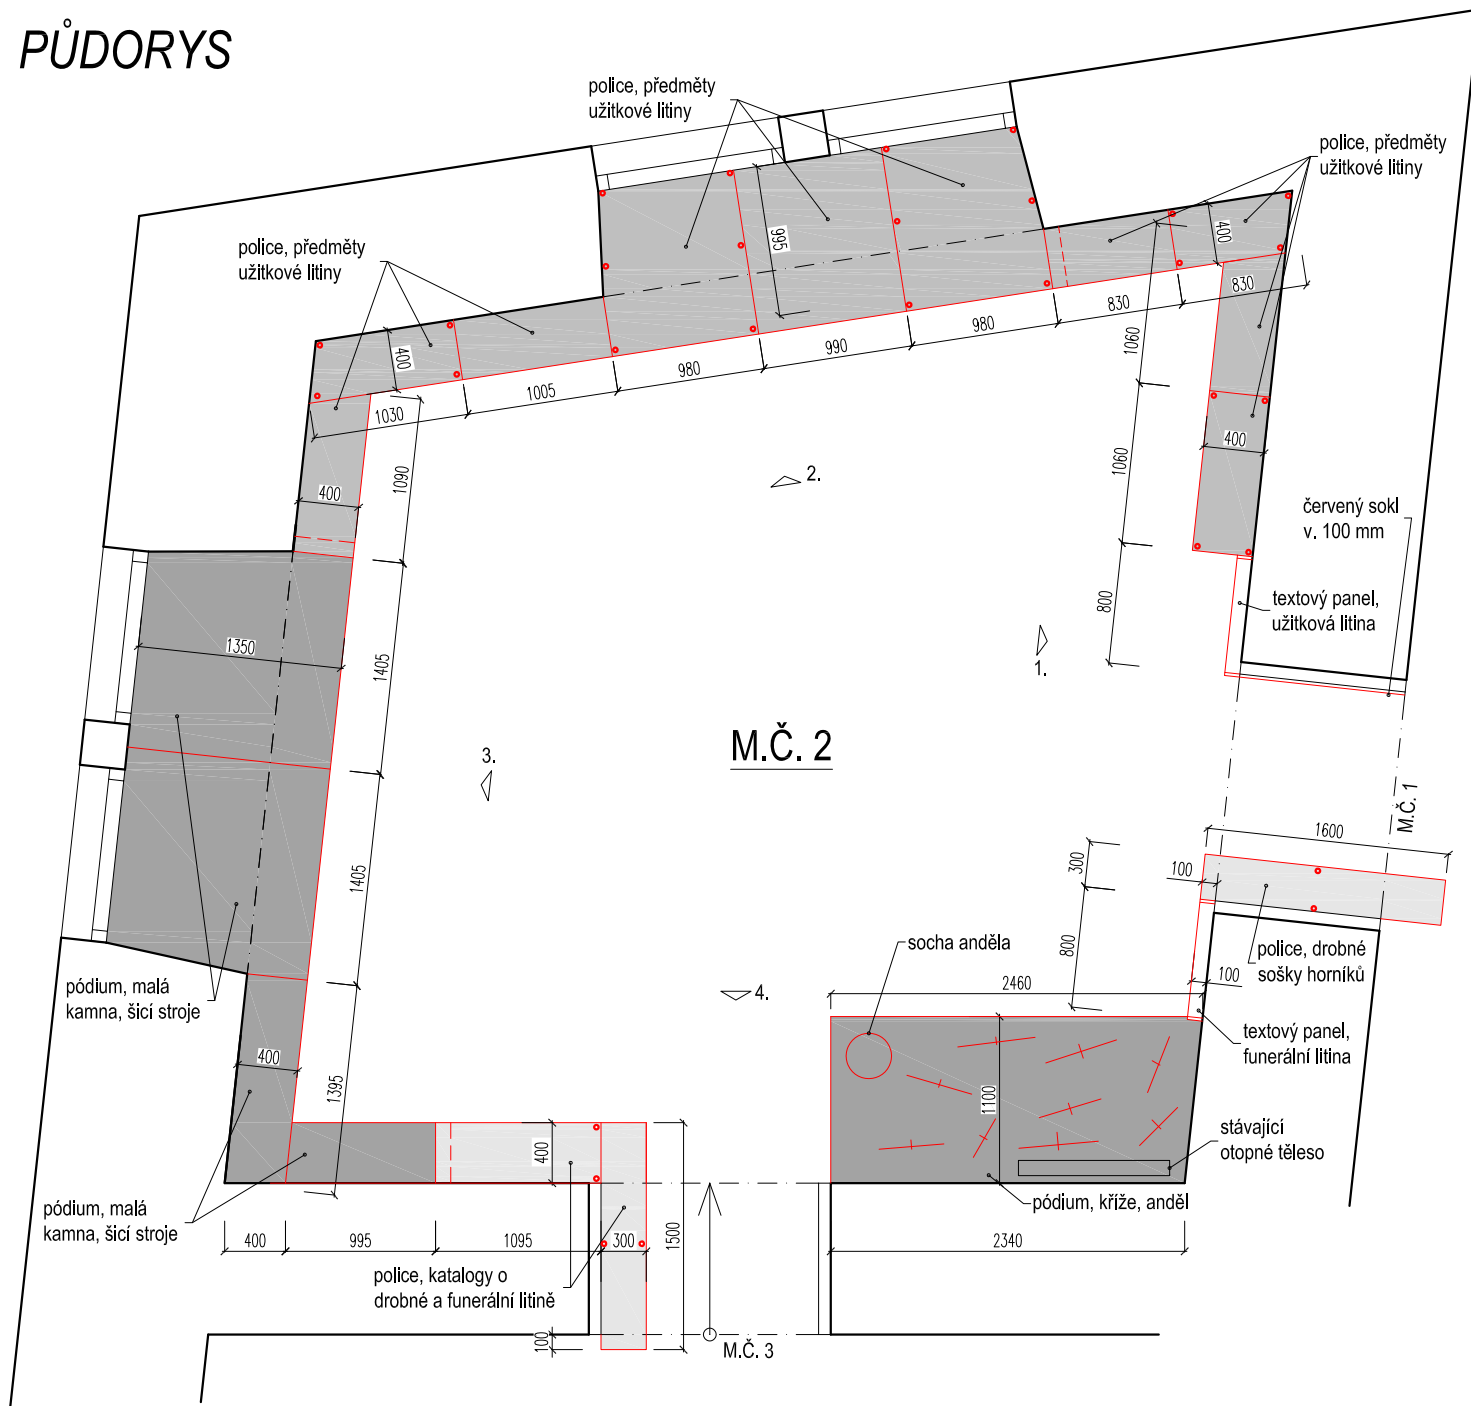 PŮDORYS
police, předměty
užitkové litiny
police, předměty
užitkové litiny
police, předměty
užitkové litiny
995
400
830
830
980
990
980
1005
1030
400
1060
1060
800
400
1090
400
2.
červený sokl
v. 100 mm
textový panel,
užitková litina
1.
1350
1405
3.
M.Č. 2
M.Č. 1
1600
300
100
800
1405
socha anděla
police, drobné
sošky horníků
100
pódium, malá
kamna, šicí stroje
4.
2460
textový panel,
funerální litina
400
1395
1100
400
stávající
otopné těleso
pódium, kříže, anděl
pódium, malá
kamna, šicí stroje
400
995
1095
300
1500
2340
police, katalogy o
drobné a funerální litině
100
M.Č. 3